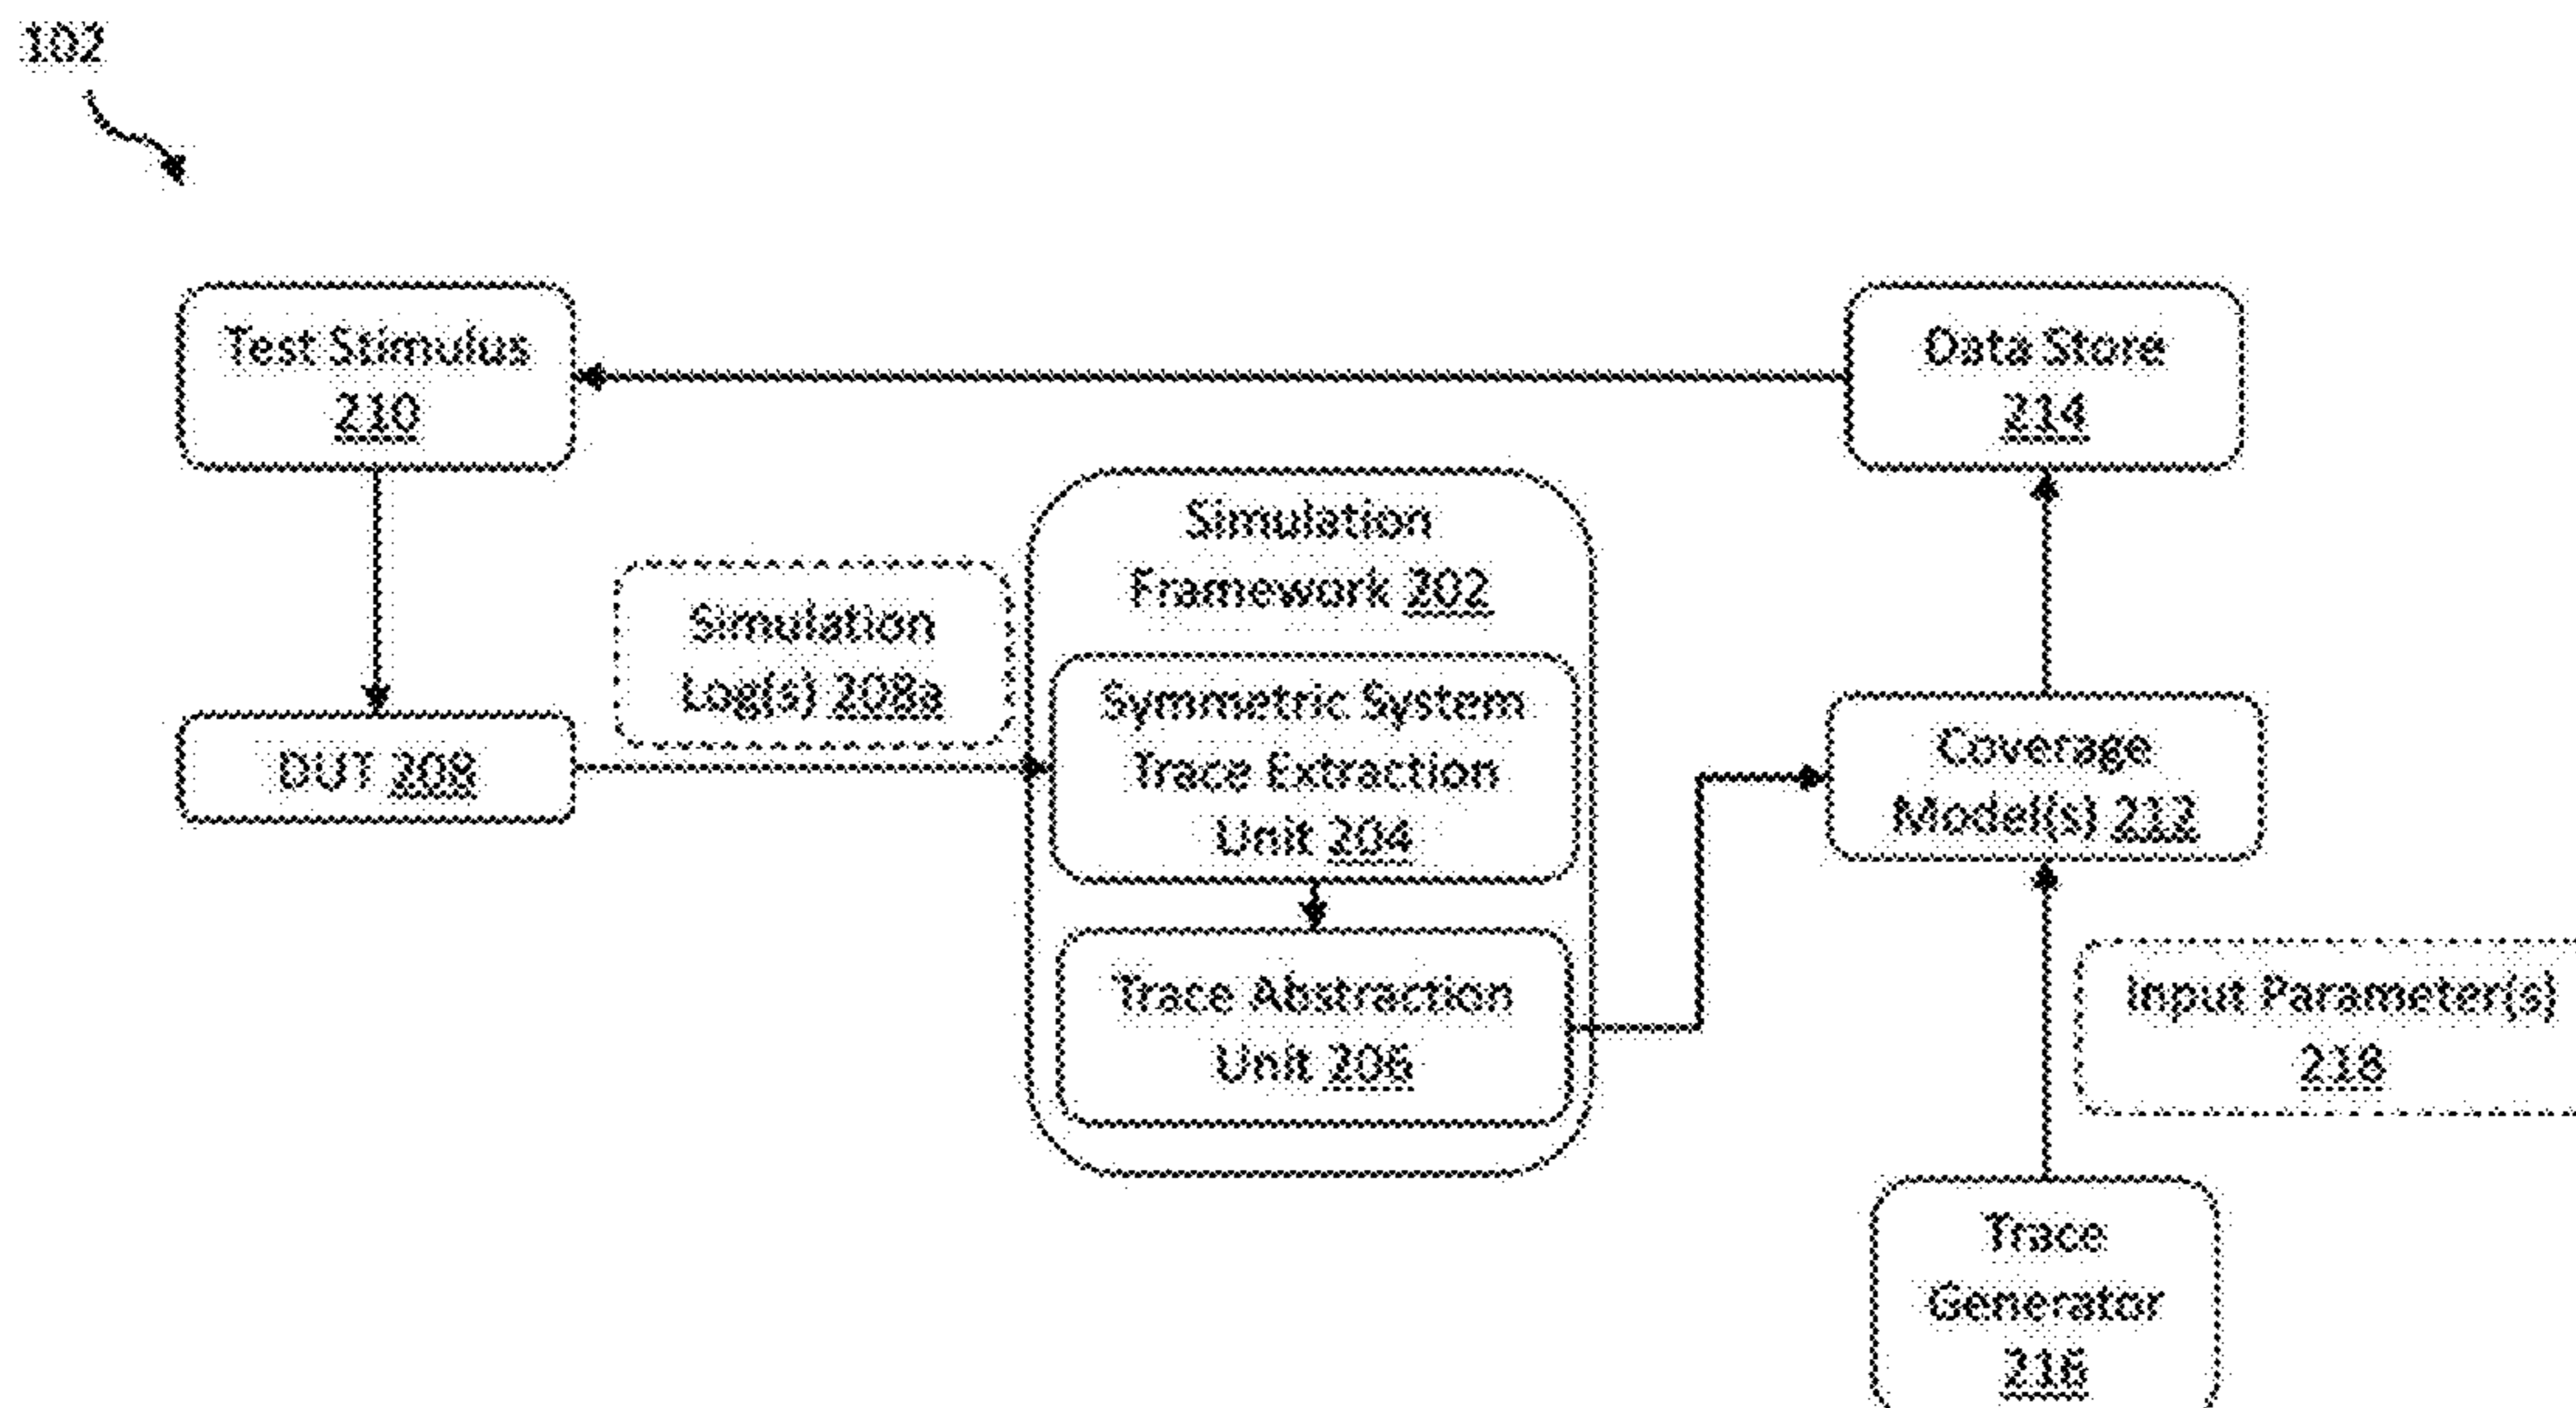 102
Test Stimulus
210
Data Store
214
Simulation
Framework 202
Simulation
Log(s) 208a
Symmetric System
Trace Extraction
Unit 204
DUT 208
Coverage
Model(s) 212
Trace Abstraction
Unit 206
Input Parameter(s)
218
Trace
Generator
216